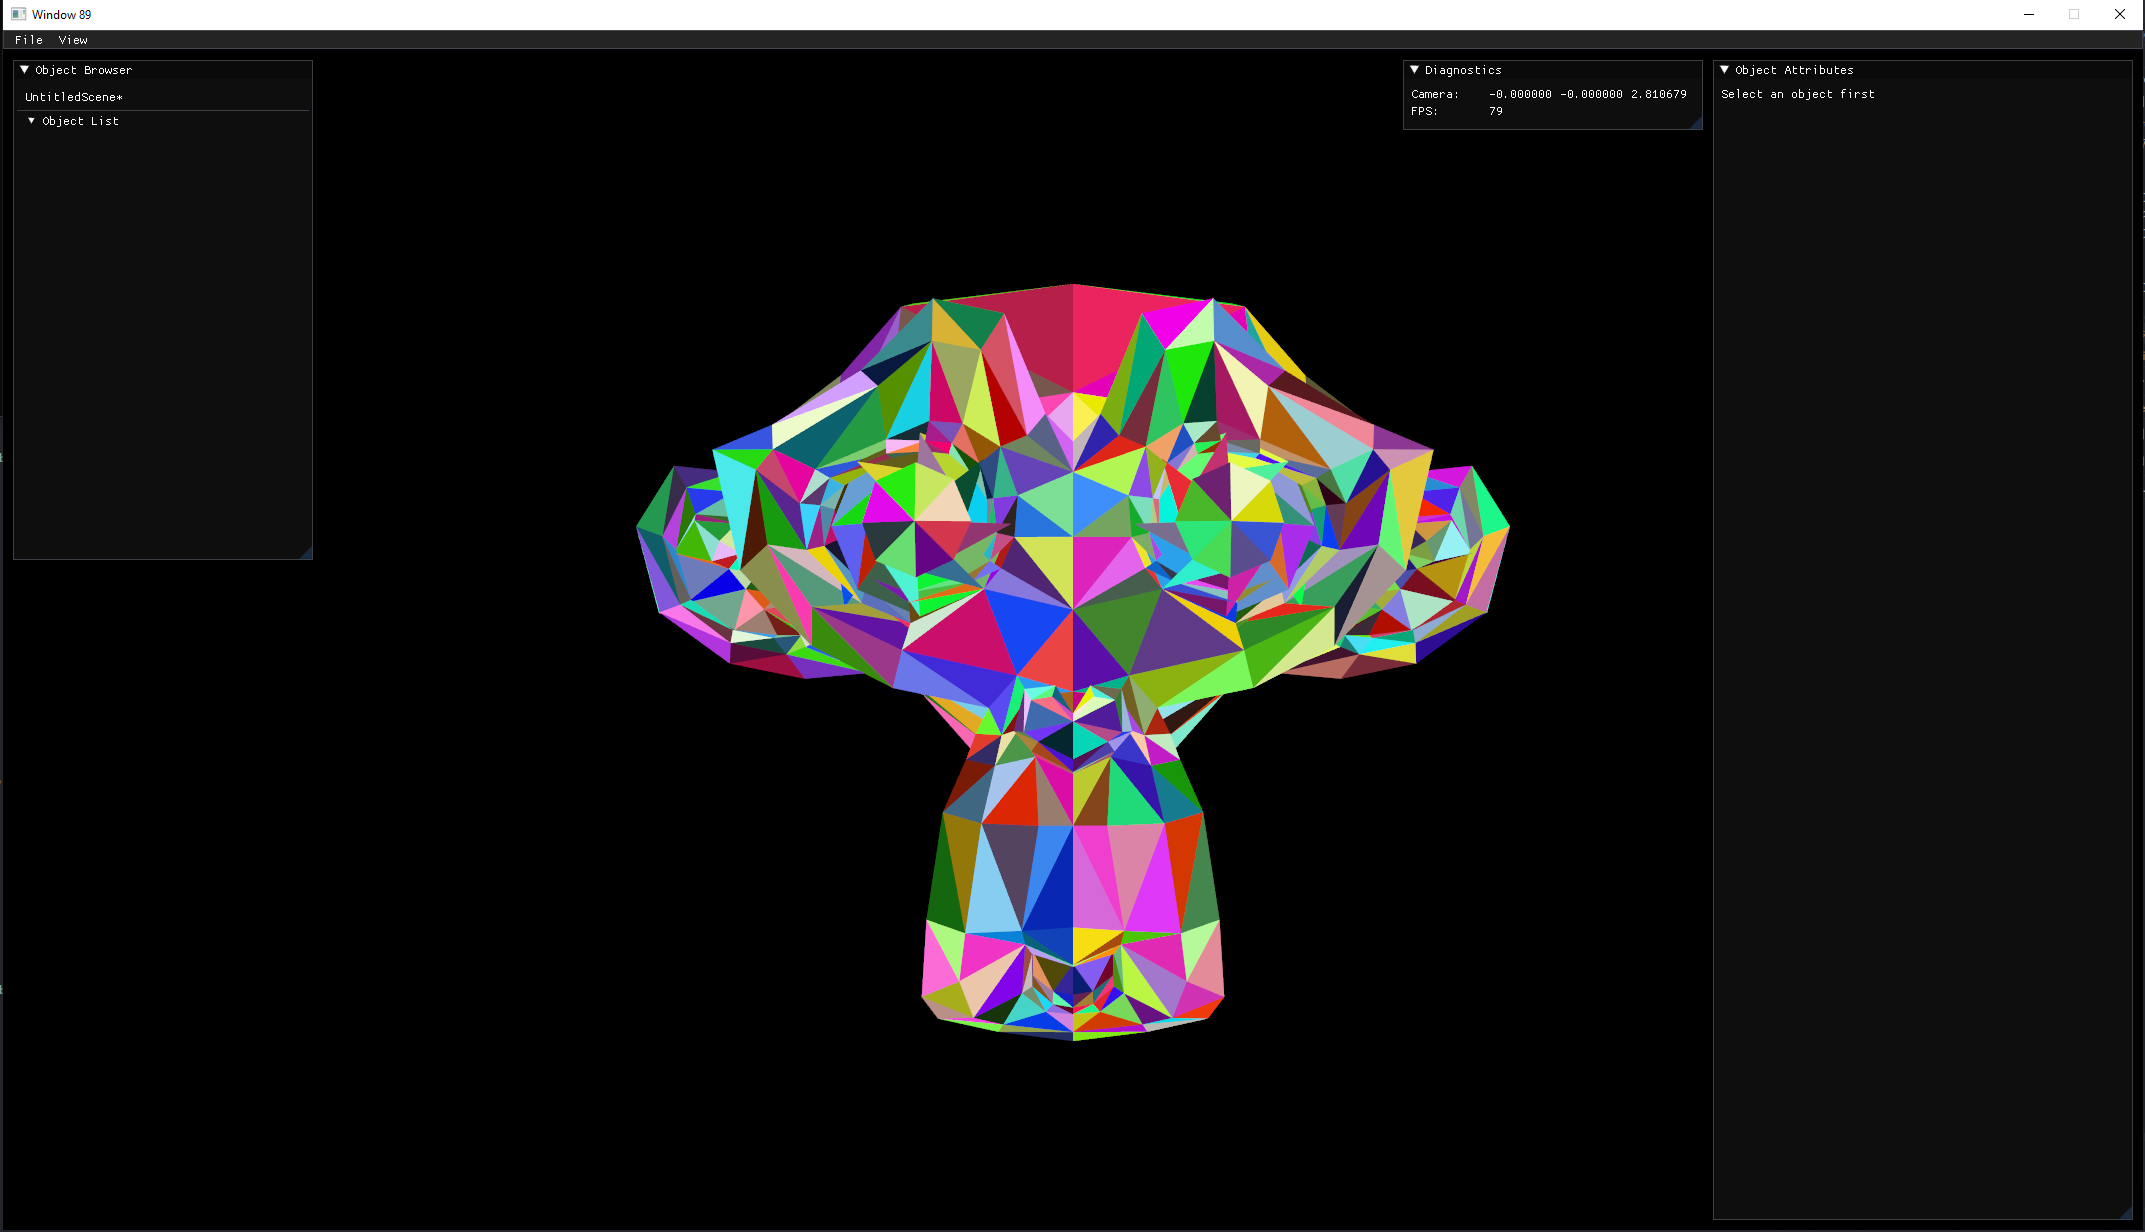 Window 89
File View
Object Browser
UntitledScene*
Object List
Diagnostics
Camera: -0.000000 -0.000000 2.810679
FPS: 79
Object Attributes
Select an object first